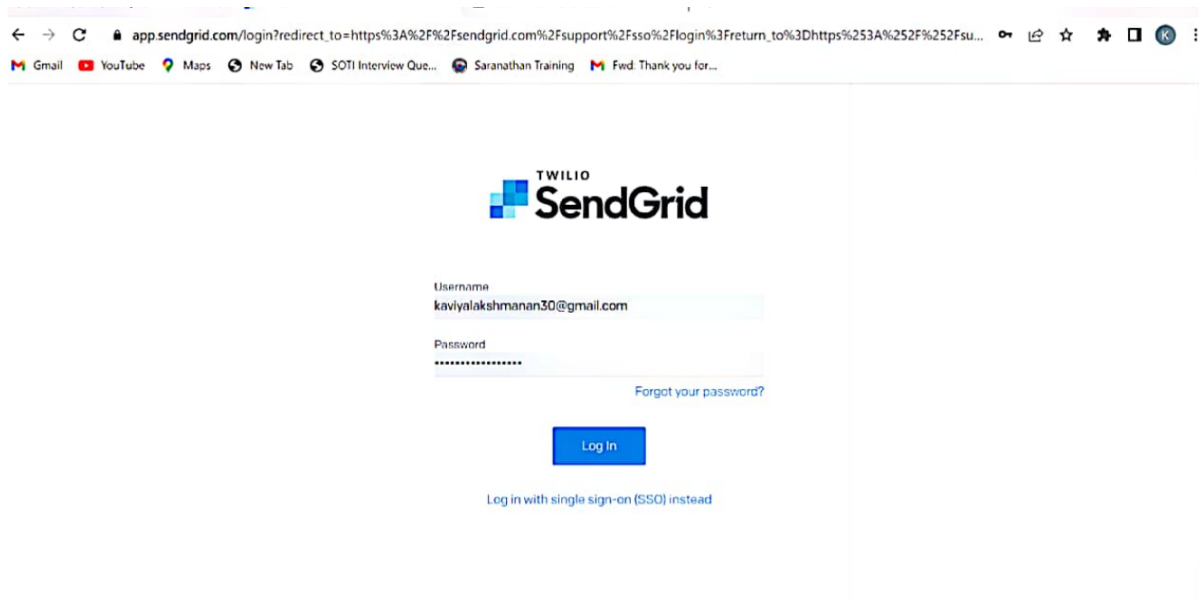 app.sendgrid.com/login?redirect_to=https%3A%2F%2Fsendgrid.com%2Fsupport%2Fsso%2Flogin%3Freturn_to%3Dhttps%253A%252F%252Fsu...
K
Gmail YouTube Maps New Tab SOTI Interview Que... Saranathan Training Fwd: Thank you for...
TWILIO
SendGrid
Username
kaviyalakshmanan30@gmail.com
Password
Forgot your password?
Log In
Log in with single sign-on (SSO) instead